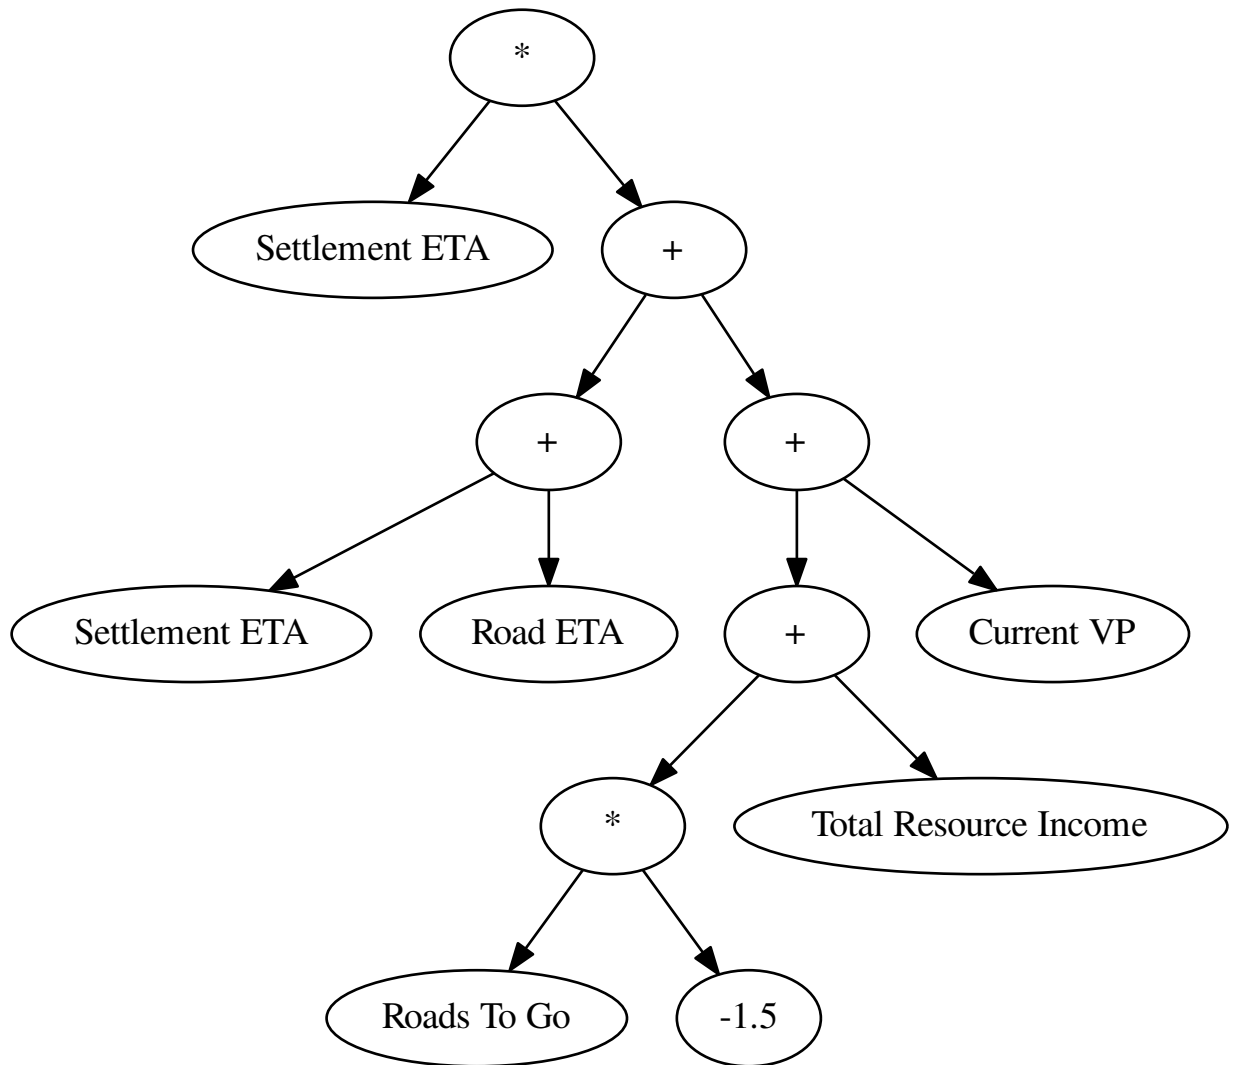 *
Settlement ETA
+
+
+
Settlement ETA
Road ETA
+
Current VP
*
Total Resource Income
Roads To Go
-1.5